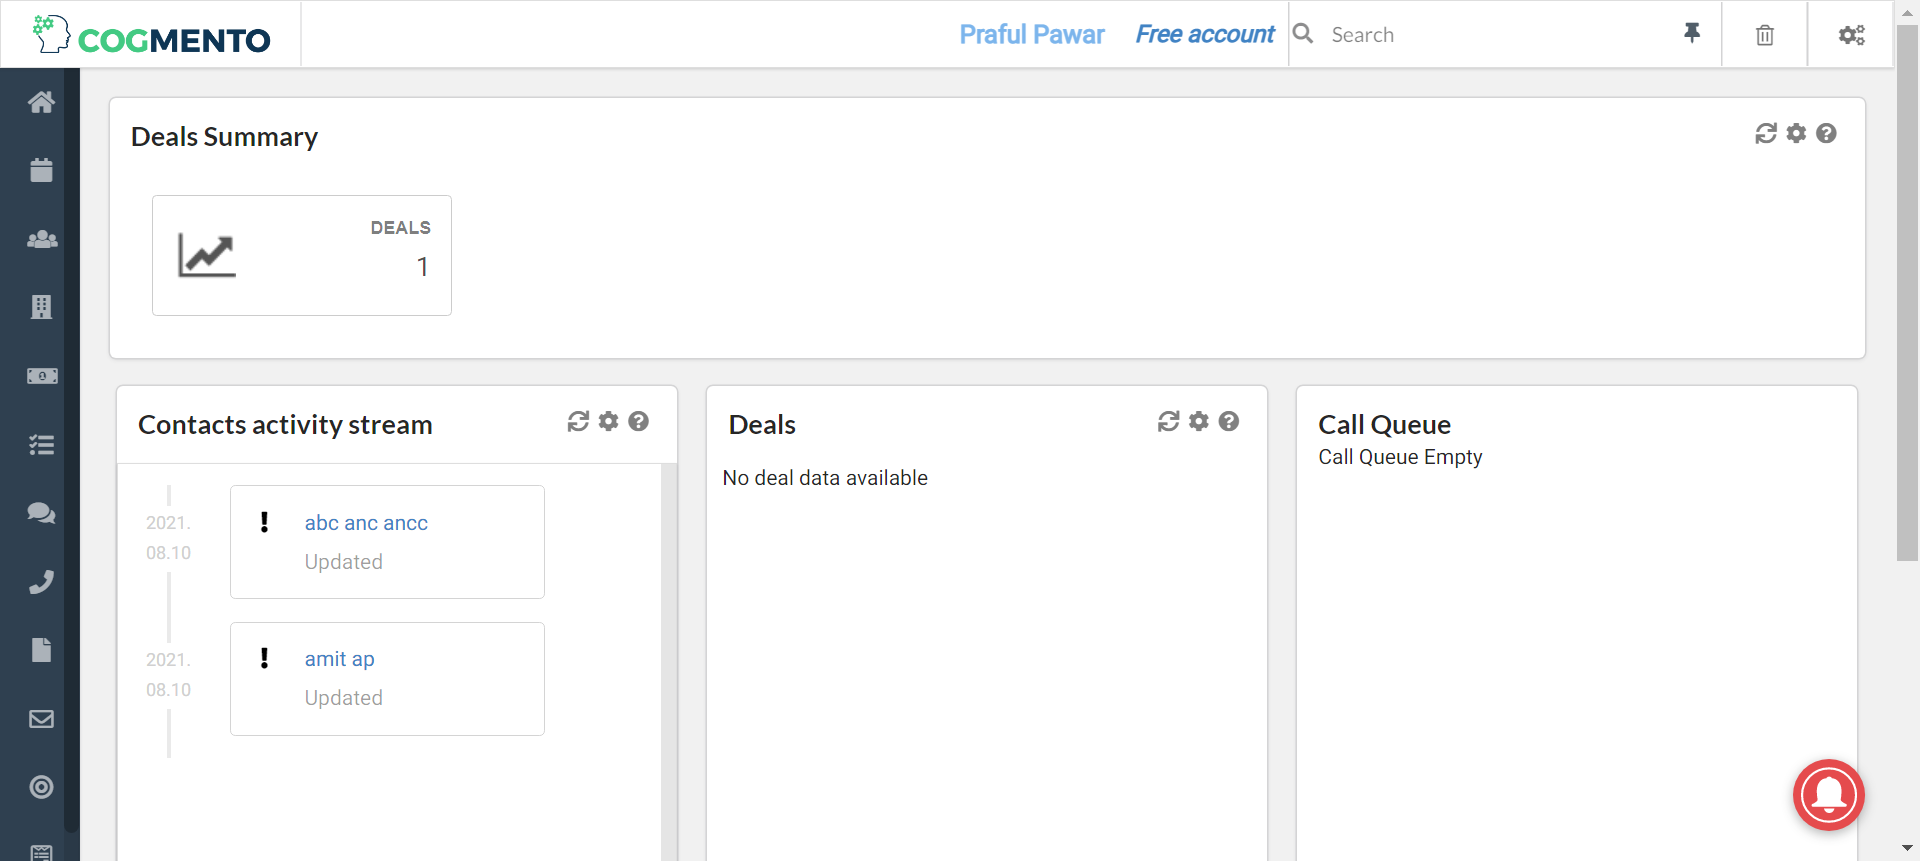 COGMENTO
Praful Pawar
Free account
Search
Deals Summary
DEALS
1
Contacts activity stream
2021.
08.10
abc anc ancc
Updated
2021.
08.10
amit ap
Updated
Deals
No deal data available
Call Queue
Call Queue Empty